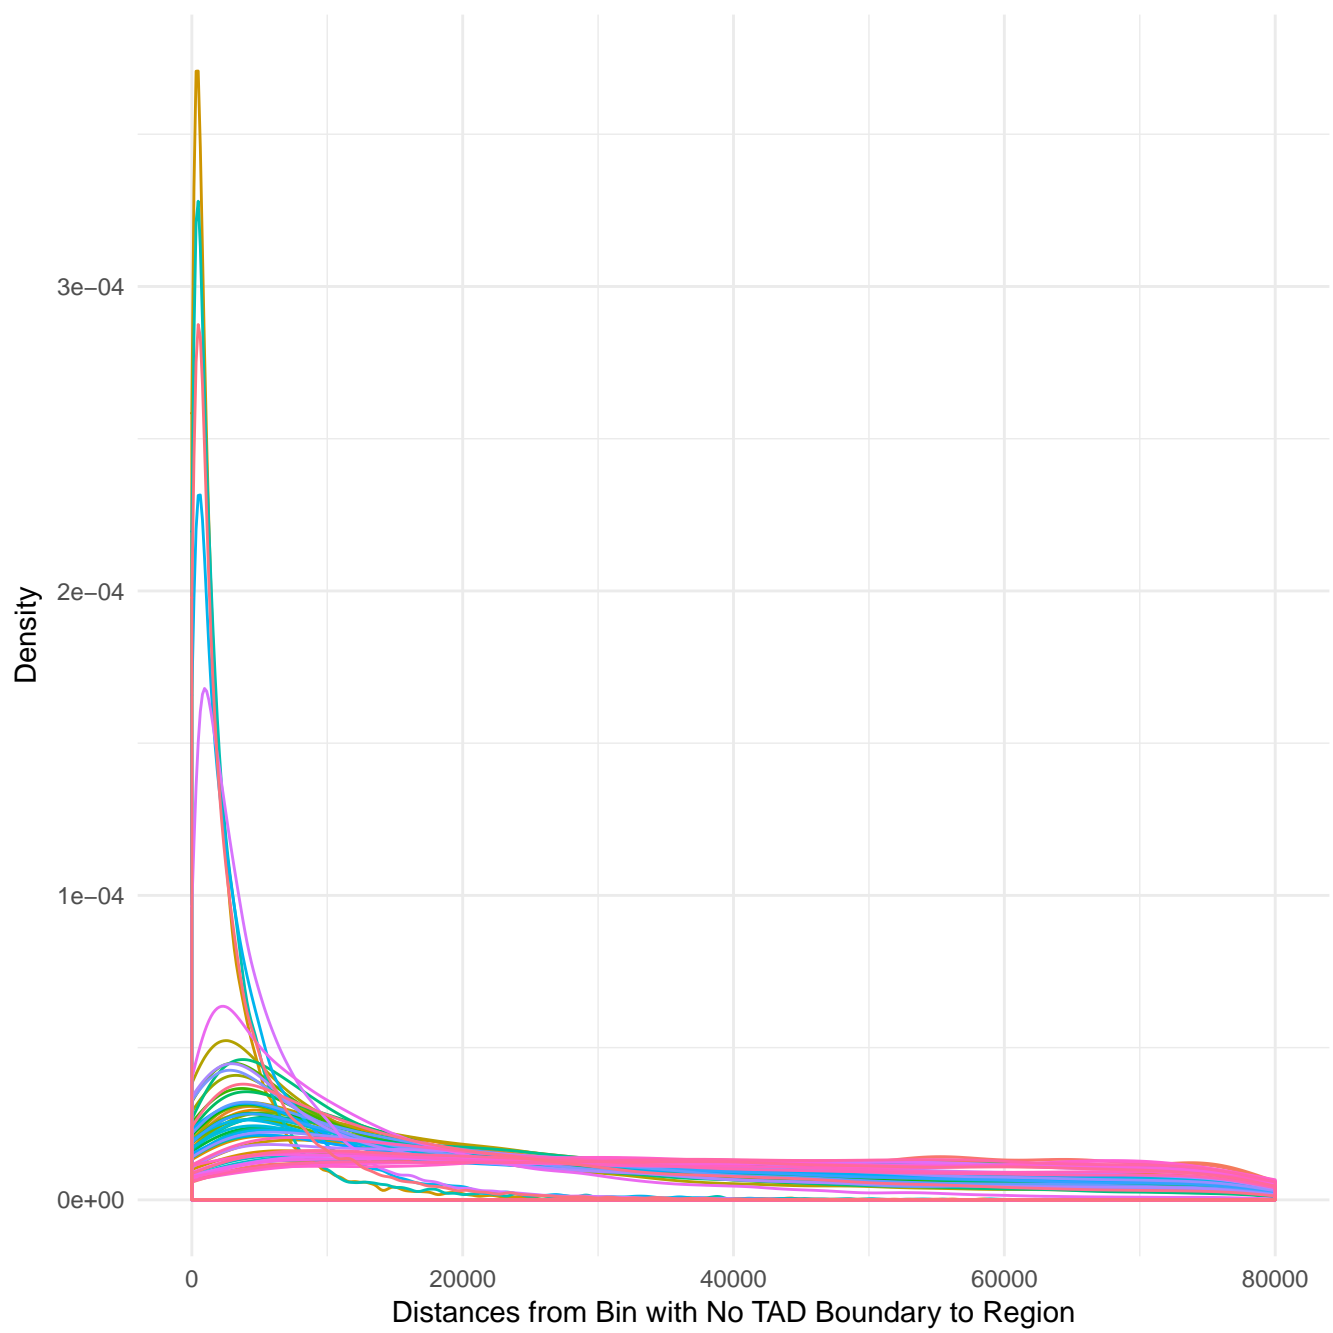 3e−04
2e−04
1e−04
0e+00
Density
0
20000
40000
60000
80000
Distances from Bin with No TAD Boundary to Region